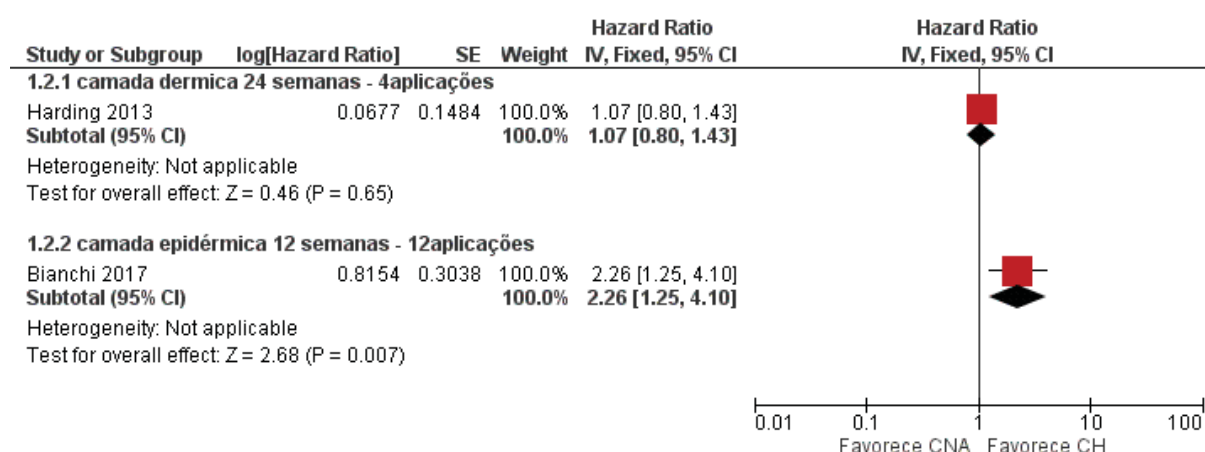 Hazard Ratio Hazard Ratio
Study or Subgroup log[Hazard Ratio] SE Weight IV, Fixed, 95% CI IV, Fixed, 95% CI
1.2.1 camada dermica 24 semanas - 4aplicações
Harding 2013 0.0677 0.1484 100.0% 1.07 [0.80, 1.43]
Subtotal (95% CI) 100.0% 1.07 [0.80, 1.43]
Heterogeneity: Not applicable
Test for overall effect: Z = 0.46 (P = 0.65)
1.2.2 camada epidérmica 12 semanas - 12aplicações
Bianchi 2017 0.8154 0.3038 100.0% 2.26 [1.25, 4.10]
Subtotal (95% CI) 100.0% 2.26 [1.25, 4.10]
Heterogeneity: Not applicable
Test for overall effect: Z = 2.68 (P = 0.007)
0.01 0.1 1 10 100
Favorece CNA Favorece CH